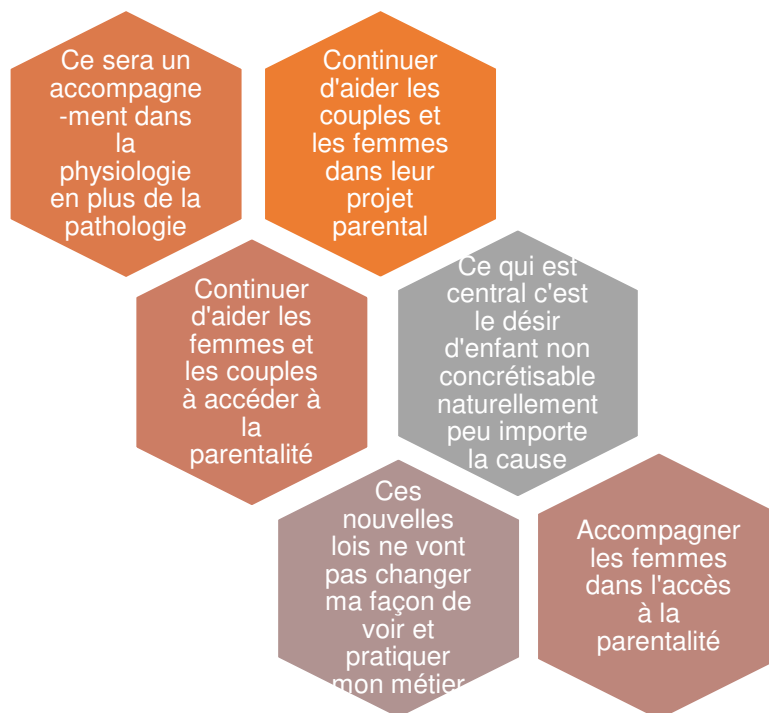 Ce sera un
accompagne
-ment dans
la
physiologie
en plus de la
pathologie
Continuer
d'aider les
couples et
les femmes
dans leur
projet
parental
Continuer
d'aider les
femmes et
les couples
à accéder à
la
parentalité
Ce qui est
central c'est
le désir
d'enfant non
concrétisable
naturellement
peu importe
la cause
Ces
nouvelles
lois ne vont
pas changer
ma façon de
voir et
pratiquer
mon métier
Accompagner
les femmes
dans l'accès
à la
parentalité